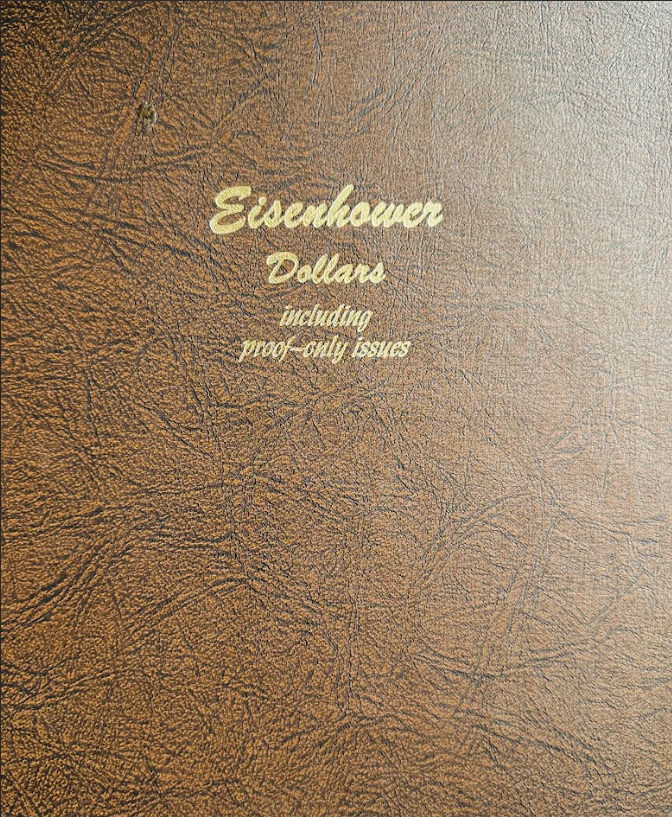 Eisenhower
Dollars
including
proof-only issues